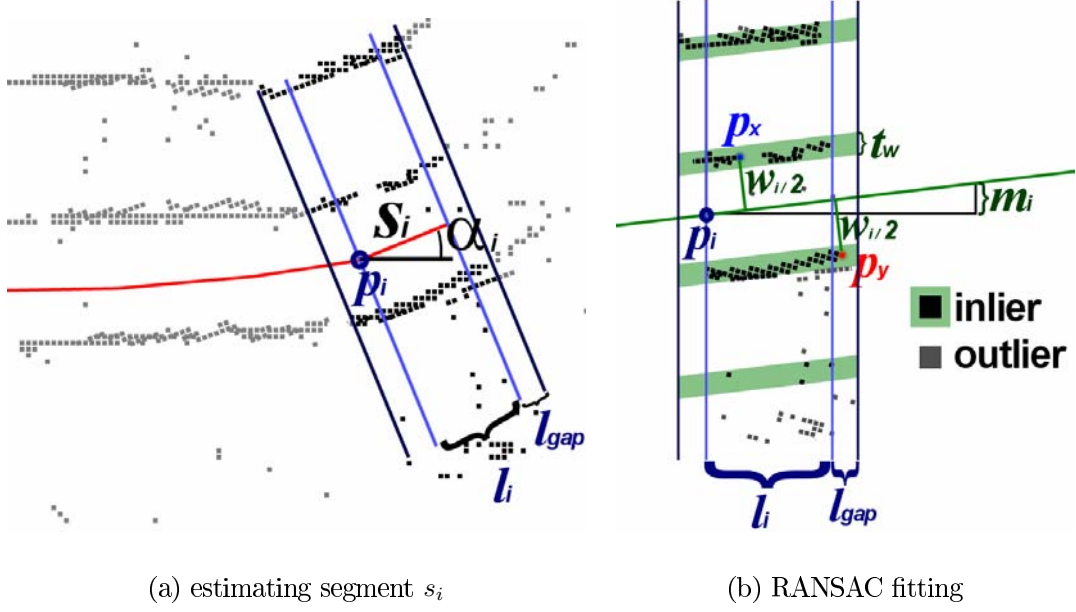 s_i
α_i
p_i
l_gap
l_i
(a) estimating segment s_i
p_x
t_w
w_i/2
m_i
p_i
w_i/2
p_y
inlier
outlier
l_i
l_gap
(b) RANSAC fitting